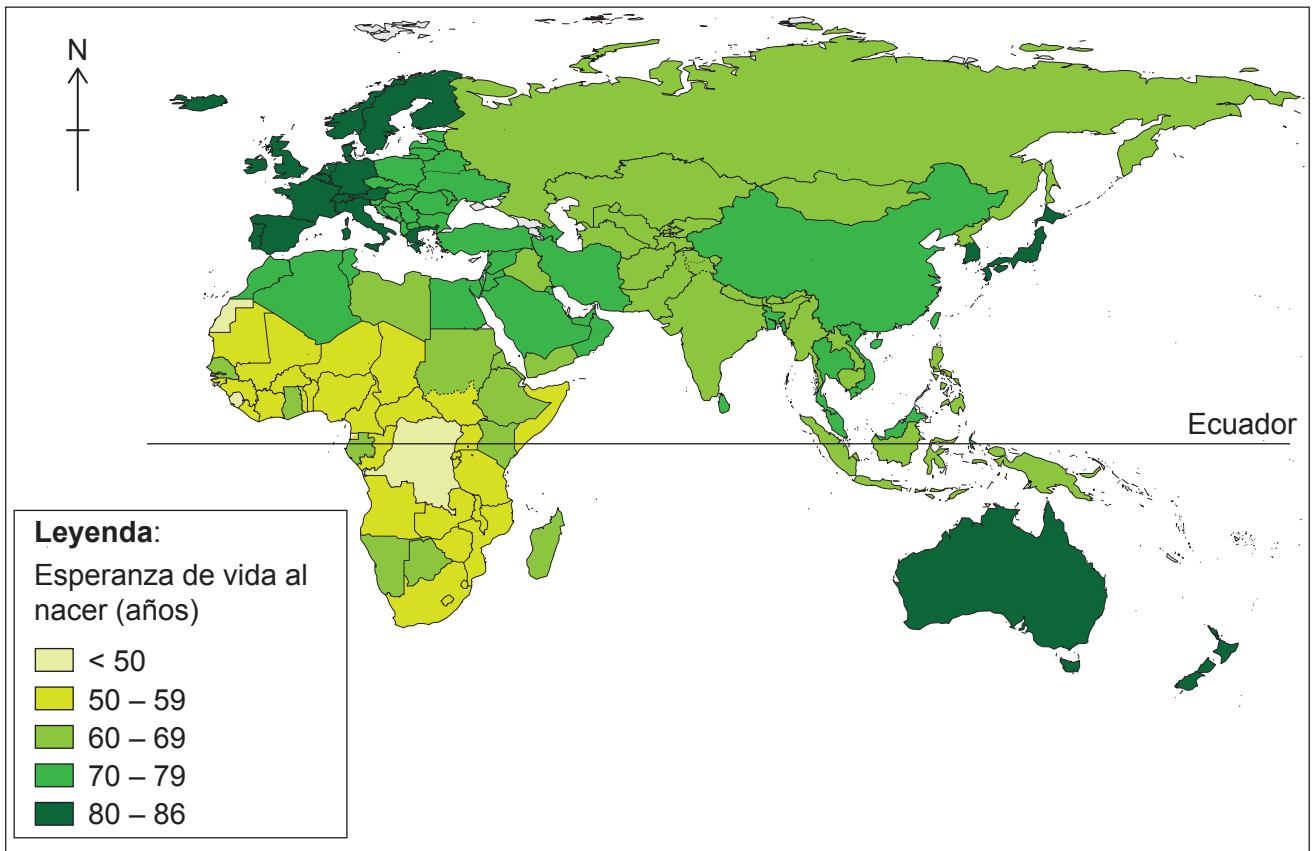 N
Ecuador
Leyenda:
Esperanza de vida al
nacer (años)
< 50
50 – 59
60 – 69
70 – 79
80 – 86